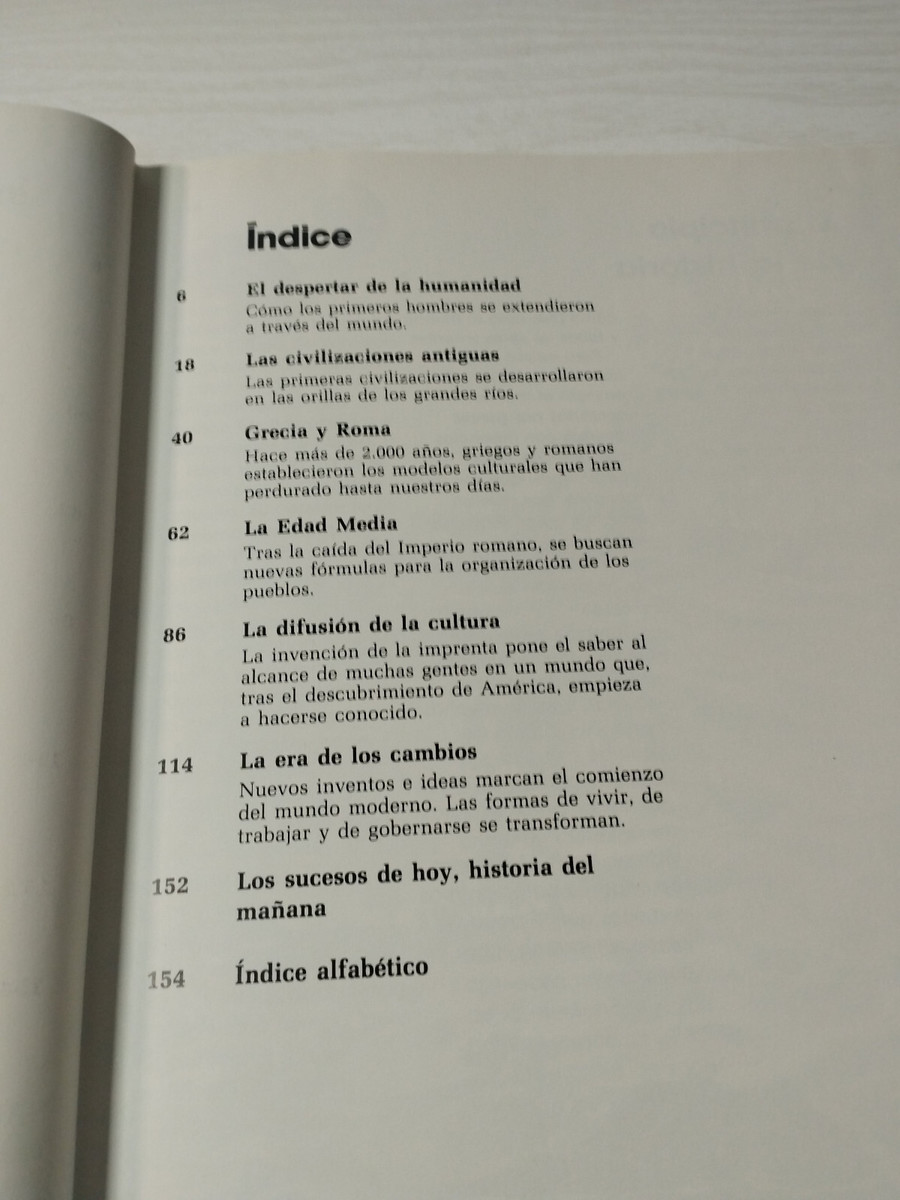 Índice
6 El despertar de la humanidad
Cómo los primeros hombres se extendieron
a través del mundo.
18 Las civilizaciones antiguas
Las primeras civilizaciones se desarrollaron
en las orillas de los grandes ríos.
40 Grecia y Roma
Hace más de 2.000 años, griegos y romanos
establecieron los modelos culturales que han
perdurado hasta nuestros días.
62 La Edad Media
Tras la caída del Imperio romano, se buscan
nuevas fórmulas para la organización de los
pueblos.
86 La difusión de la cultura
La invención de la imprenta pone el saber al
alcance de muchas gentes en un mundo que,
tras el descubrimiento de América, empieza
a hacerse conocido.
114 La era de los cambios
Nuevos inventos e ideas marcan el comienzo
del mundo moderno. Las formas de vivir, de
trabajar y de gobernarse se transforman.
152 Los sucesos de hoy, historia del
mañana
154 Índice alfabético